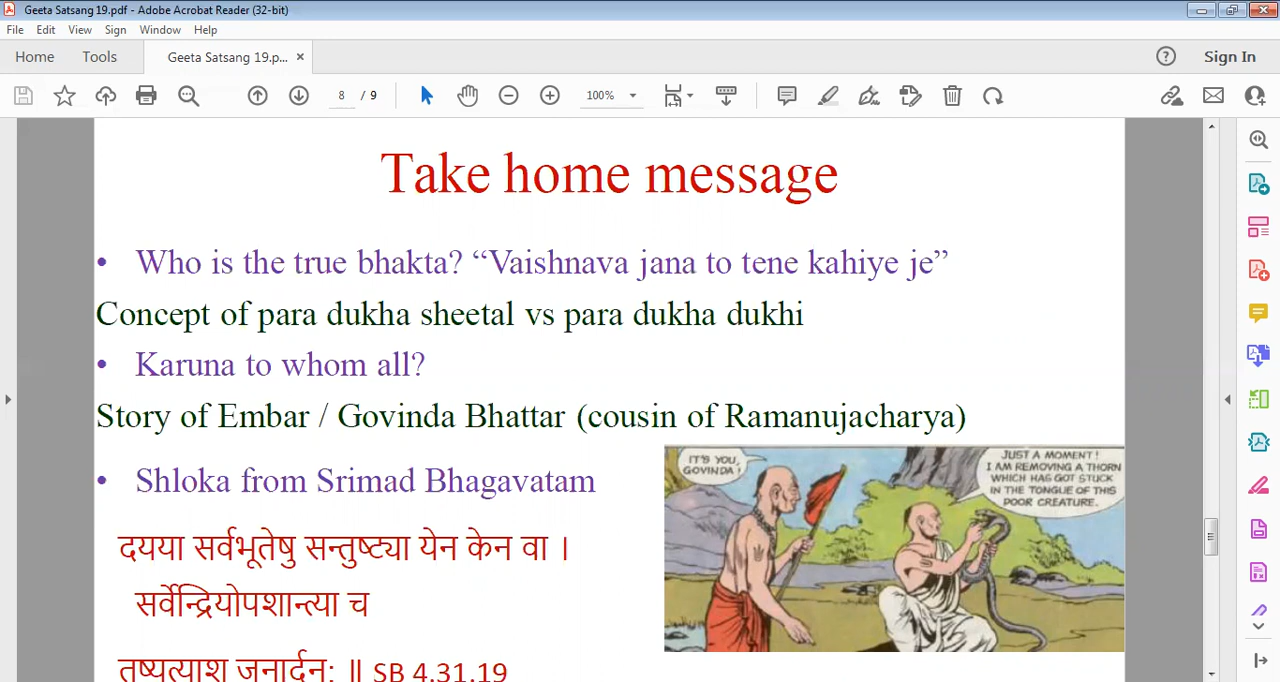 Geeta Satsang 19.pdf - Adobe Acrobat Reader (32-bit)
File Edit View Sign Window Help
Home Tools Geeta Satsang 19.p... × Sign In
8 / 9 100%
Take home message
• Who is the true bhakta? “Vaishnava jana to tene kahiye je”
Concept of para dukha sheetal vs para dukha dukhi
• Karuna to whom all?
Story of Embar / Govinda Bhattar (cousin of Ramanujacharya)
• Shloka from Srimad Bhagavatam
दयया सर्वभूतेषु सन्तुष्ट्या येन केन वा ।
सर्वेन्द्रियोपशान्त्या च
तुष्यत्याशु जनार्दन: ॥ SB 4.31.19
IT'S YOU,
GOVINDA!
JUST A MOMENT!
I AM REMOVING A THORN
WHICH HAS GOT STUCK
IN THE TONGUE OF THIS
POOR CREATURE.